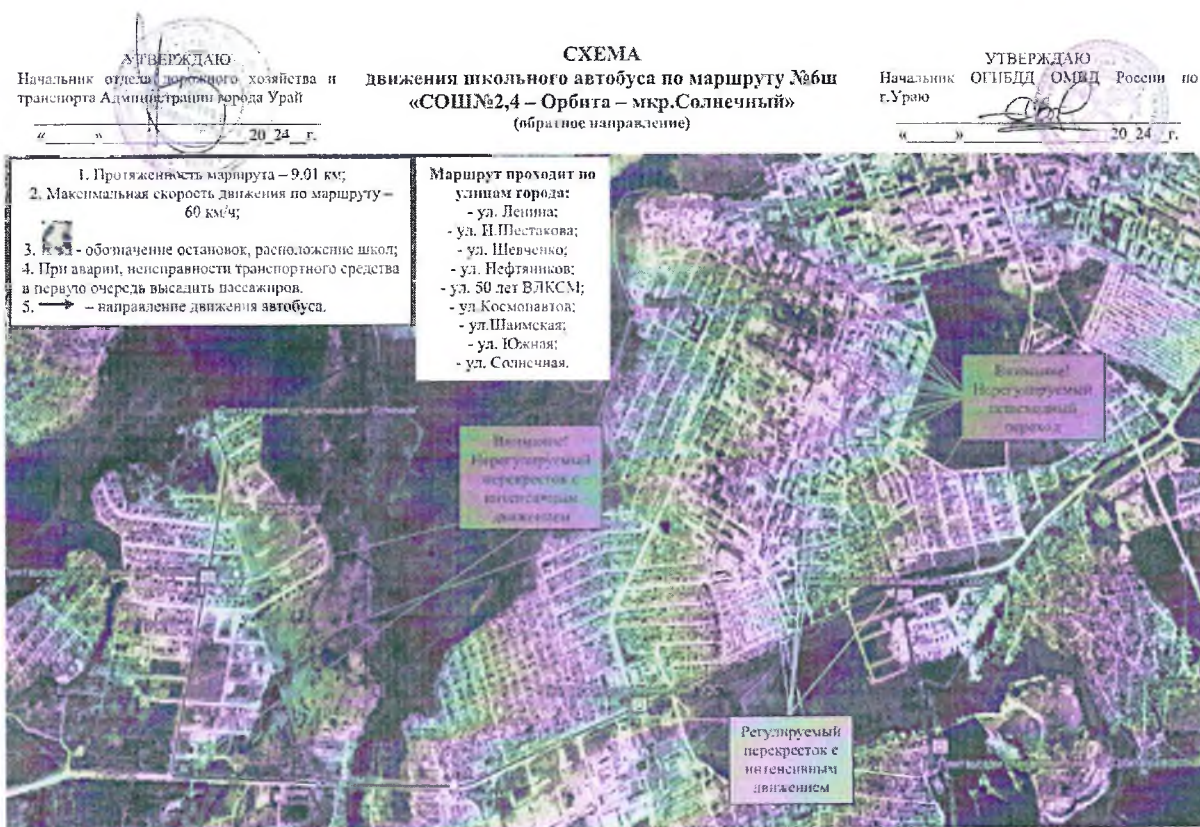 УТВЕРЖДАЮ
Начальник отдела дорожного хозяйства и
транспорта Администрации города Урай
«______»____________20_24__г.
СХЕМА
движения школьного автобуса по маршруту №6ш
«СОШ№2,4 – Орбита – мкр.Солнечный»
(обратное направление)
УТВЕРЖДАЮ
Начальник ОГИБДД ОМВД России по
г.Ураю
«______»____________20_24__г.
1. Протяженность маршрута – 9.01 км;
2. Максимальная скорость движения по маршруту –
60 км/ч;
3. - обозначение остановок, расположение школ;
4. При аварии, неисправности транспортного средства
в первую очередь высадить пассажиров.
5. – направление движения автобуса.
Маршрут проходит по
улицам города:
- ул. Ленина;
- ул. И.Шестакова;
- ул. Шевченко;
- ул. Нефтяников;
- ул. 50 лет ВЛКСМ;
- ул.Космонавтов;
- ул.Шаимская;
- ул. Южная;
- ул. Солнечная.
Внимание!
Нерегулируемый
пешеходный
переход
Внимание!
Нерегулируемый
перекресток с
интенсивным
движением
Регулируемый
перекресток с
интенсивным
движением